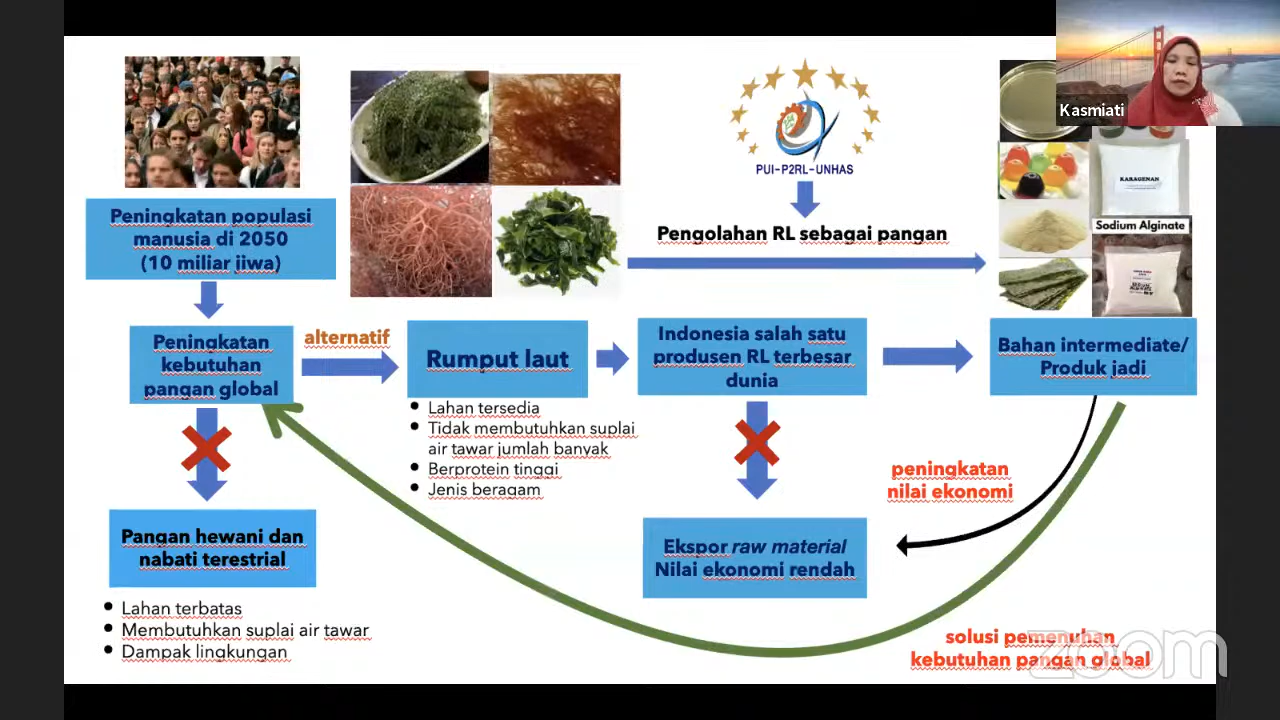 Kasmiati
PUI-P2RL-UNHAS
KARAGENAN
Sodium Alginate
Peningkatan populasi
manusia di 2050
(10 miliar jiwa)
Pengolahan RL sebagai pangan
Peningkatan
kebutuhan
pangan global
alternatif
Rumput laut
Indonesia salah satu
produsen RL terbesar
dunia
Bahan intermediate/
Produk jadi
• Lahan tersedia
• Tidak membutuhkan suplai
air tawar jumlah banyak
• Berprotein tinggi
• Jenis beragam
peningkatan
nilai ekonomi
Pangan hewani dan
nabati terestrial
Ekspor raw material
Nilai ekonomi rendah
• Lahan terbatas
• Membutuhkan suplai air tawar
• Dampak lingkungan
solusi pemenuhan
kebutuhan pangan global
zoom